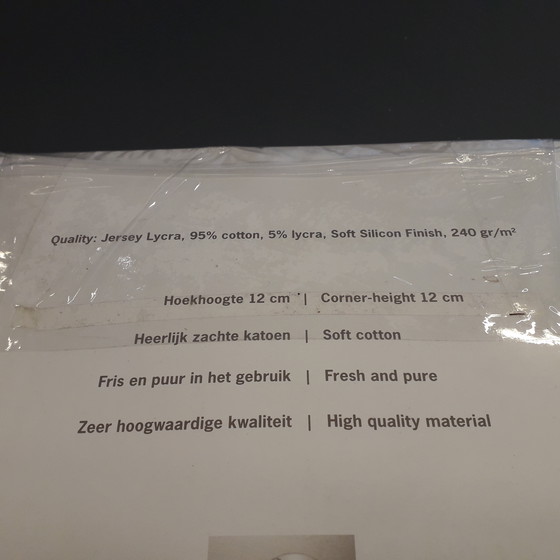 Quality: Jersey Lycra, 95% cotton, 5% lycra, Soft Silicon Finish, 240 gr/m²
Hoekhoogte 12 cm | Corner-height 12 cm
Heerlijk zachte katoen | Soft cotton
Fris en puur in het gebruik | Fresh and pure
Zeer hoogwaardige kwaliteit | High quality material